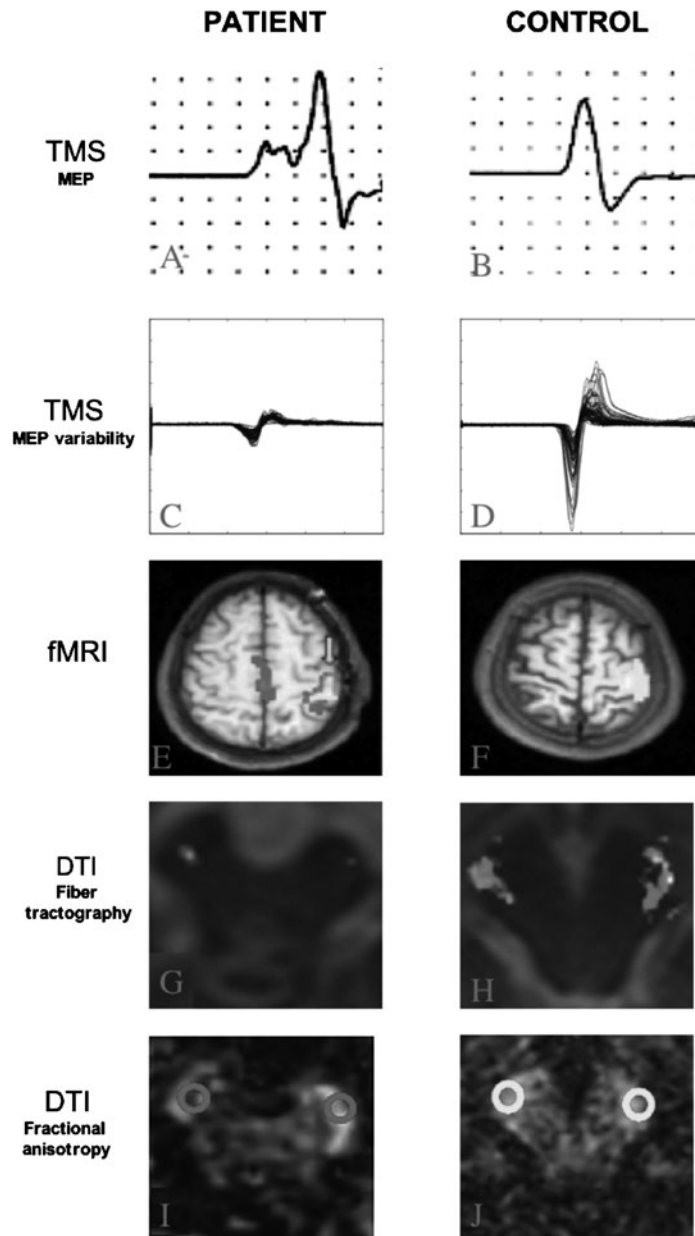 PATIENT CONTROL
TMS
MEP
A-
B
TMS
MEP variability
C
D
fMRI
E
F
DTI
Fiber
tractography
G
H
DTI
Fractional
anisotropy
I
J